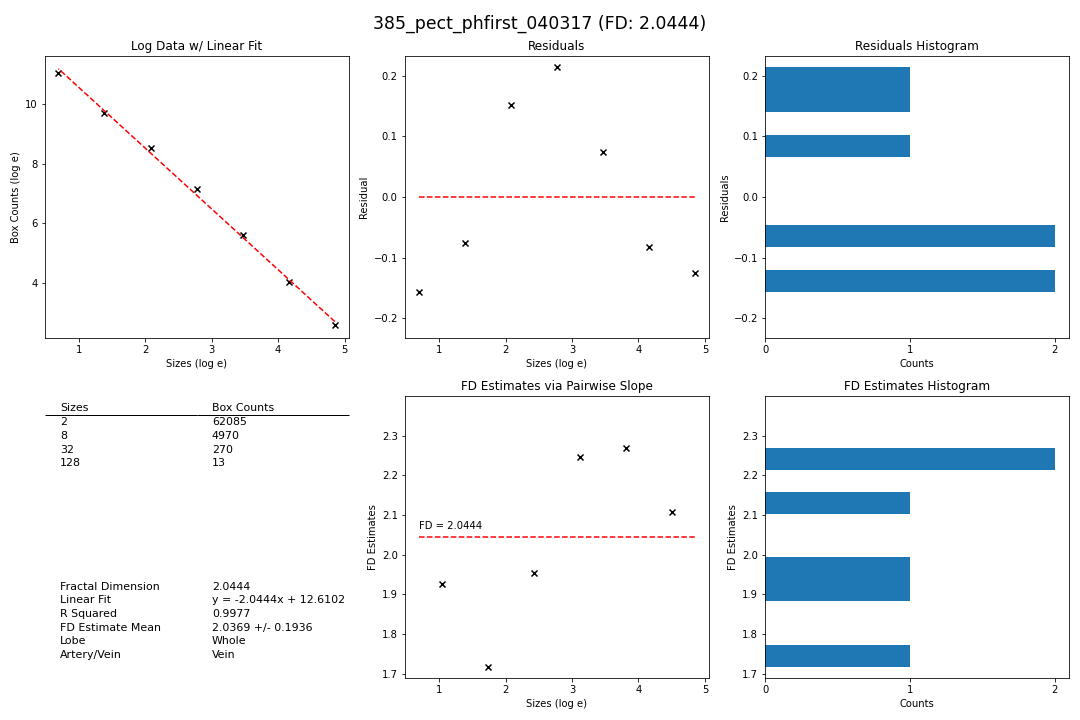 385_pect_phfirst_040317 (FD: 2.0444)
Log Data w/ Linear Fit
Box Counts (log e)
10
8
6
4
1 2 3 4 5
Sizes (log e)
Residuals
Residual
0.2
0.1
0.0
−0.1
−0.2
1 2 3 4 5
Sizes (log e)
Residuals Histogram
Residuals
0.2
0.1
0.0
−0.1
−0.2
0 1 2
Counts
Sizes Box Counts
2 62085
8 4970
32 270
128 13
Fractal Dimension 2.0444
Linear Fit y = -2.0444x + 12.6102
R Squared 0.9977
FD Estimate Mean 2.0369 +/- 0.1936
Lobe Whole
Artery/Vein Vein
FD Estimates via Pairwise Slope
FD Estimates
2.3
2.2
2.1
2.0
1.9
1.8
1.7
FD = 2.0444
1 2 3 4 5
Sizes (log e)
FD Estimates Histogram
FD Estimates
2.3
2.2
2.1
2.0
1.9
1.8
1.7
0 1 2
Counts